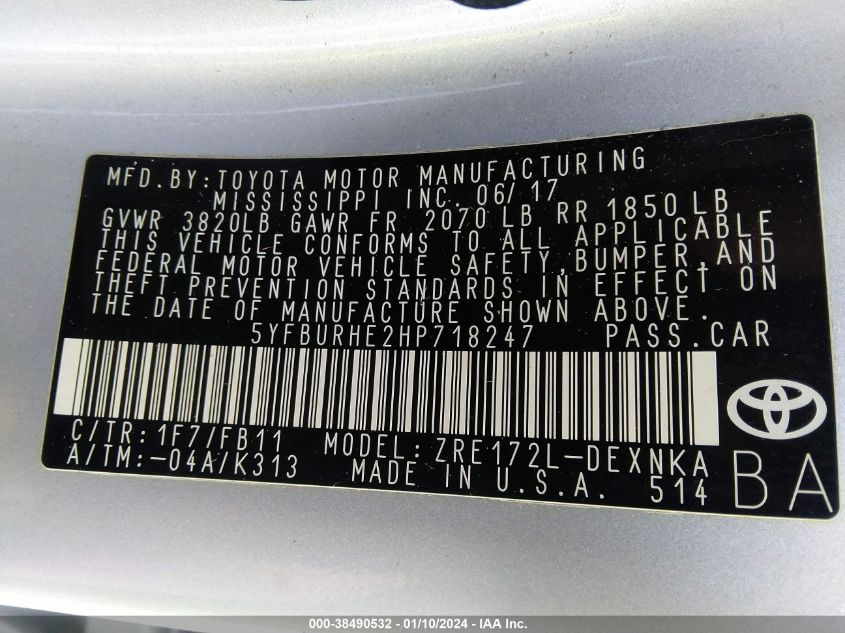 MFD.BY:TOYOTA MOTOR MANUFACTURING
MISSISSIPPI INC. 06/17
GVWR 3820LB GAWR FR 2070 LB RR 1850 LB
THIS VEHICLE CONFORMS TO ALL APPLICABLE
FEDERAL MOTOR VEHICLE SAFETY,BUMPER,AND
THEFT PREVENTION STANDARDS IN EFFECT ON
THE DATE OF MANUFACTURE SHOWN ABOVE.
5YFBURHE2HP718247 PASS.CAR
C/TR:1F7/FB11 MODEL:ZRE172L-DEXNKA
A/TM:-04A/K313 MADE IN U.S.A. 514
BA
000-38490532 - 01/10/2024 - IAA Inc.